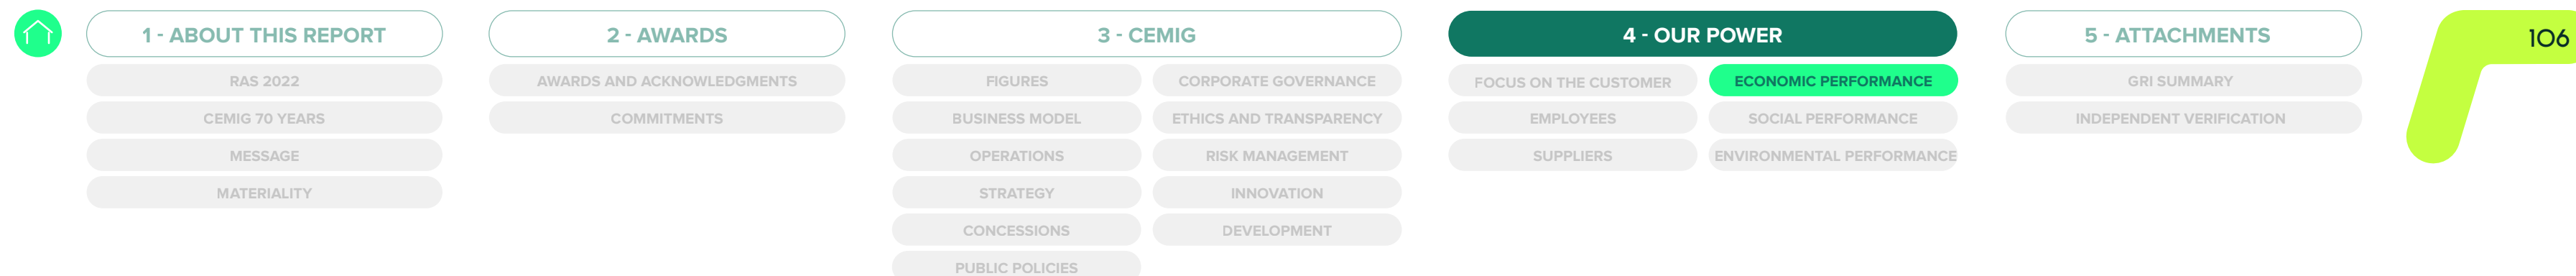 1 - ABOUT THIS REPORT
RAS 2022
CEMIG 70 YEARS
MESSAGE
MATERIALITY
2 - AWARDS
AWARDS AND ACKNOWLEDGMENTS
COMMITMENTS
3 - CEMIG
FIGURES
BUSINESS MODEL
OPERATIONS
STRATEGY
CONCESSIONS
PUBLIC POLICIES
CORPORATE GOVERNANCE
ETHICS AND TRANSPARENCY
RISK MANAGEMENT
INNOVATION
DEVELOPMENT
4 - OUR POWER
FOCUS ON THE CUSTOMER
EMPLOYEES
SUPPLIERS
ECONOMIC PERFORMANCE
SOCIAL PERFORMANCE
ENVIRONMENTAL PERFORMANCE
5 - ATTACHMENTS
GRI SUMMARY
INDEPENDENT VERIFICATION
106